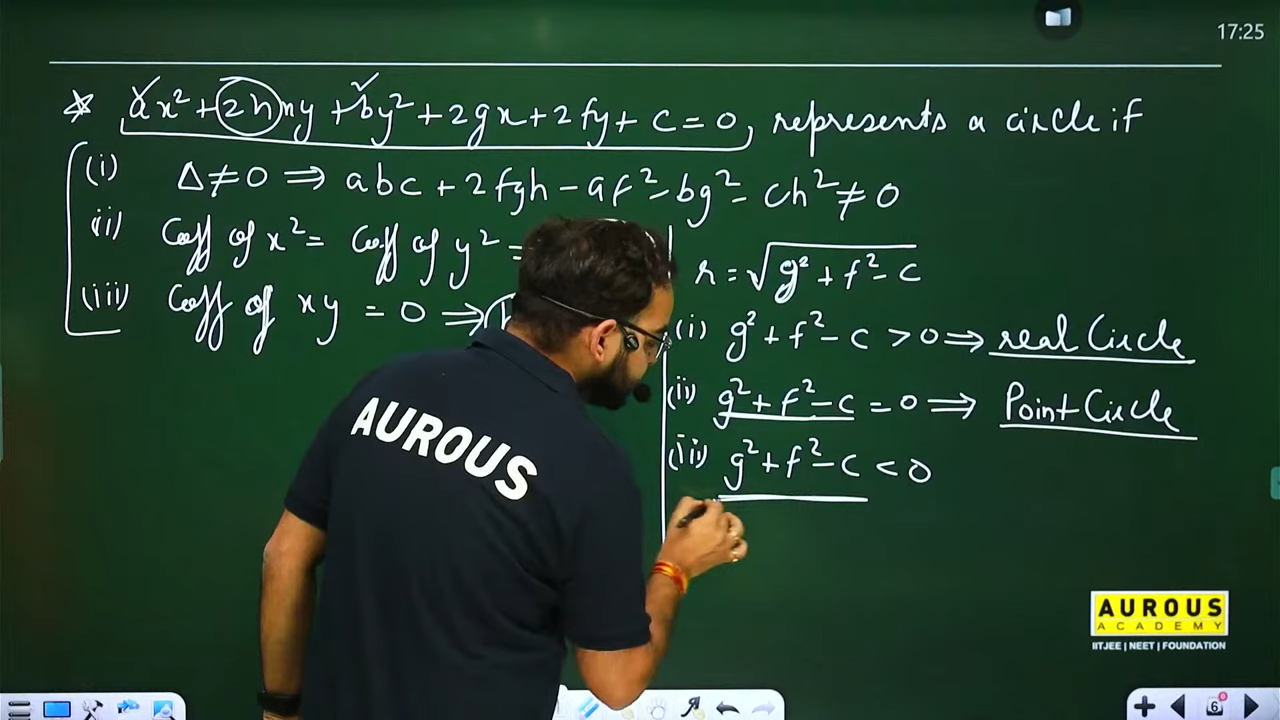 17:25
* ax² + 2hxy + by² + 2gx + 2fy + c = 0, represents a circle if
(i) Δ ≠ 0 ⇒ abc + 2fgh - af² - bg² - ch² ≠ 0
(ii) Coff of x² = Coff of y² =
(iii) Coff of xy = 0 ⇒
r = √g² + f² - c
(i) g² + f² - c > 0 ⇒ real Circle
(ii) g² + f² - c = 0 ⇒ Point Circle
(iii) g² + f² - c < 0
AUROUS
AUROUS
ACADEMY
IITJEE | NEET | FOUNDATION
6